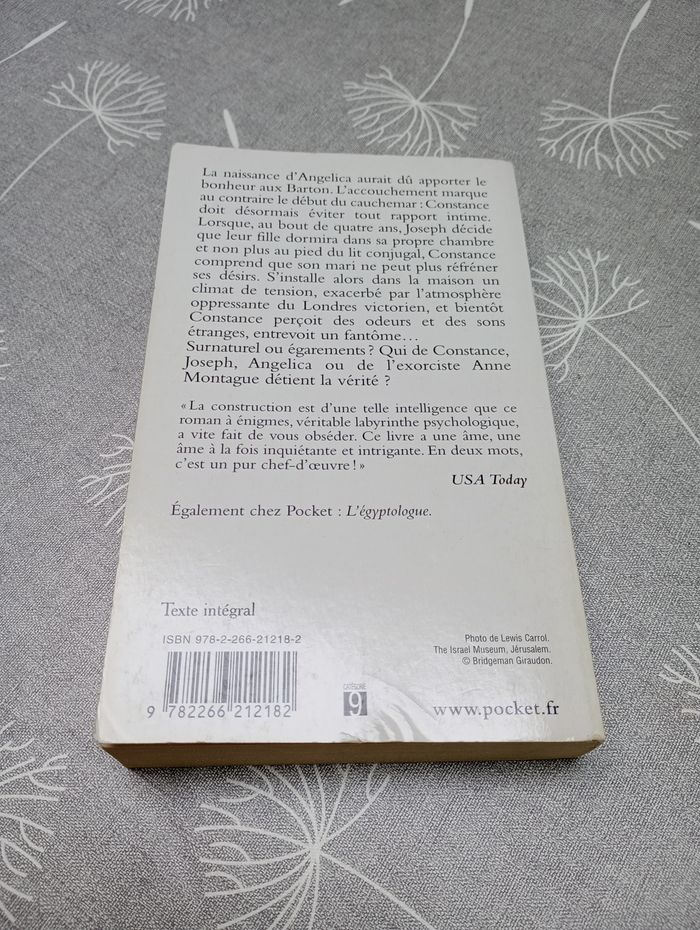 La naissance d'Angelica aurait dû apporter le
bonheur aux Barton. L'accouchement marque
au contraire le début du cauchemar : Constance
doit désormais éviter tout rapport intime.
Lorsque, au bout de quatre ans, Joseph décide
que leur fille dormira dans sa propre chambre
et non plus au pied du lit conjugal, Constance
comprend que son mari ne peut plus réfréner
ses désirs. S'installe alors dans la maison un
climat de tension, exacerbé par l'atmosphère
oppressante du Londres victorien, et bientôt
Constance perçoit des odeurs et des sons
étranges, entrevoit un fantôme...
Surnaturel ou égarements ? Qui de Constance,
Joseph, Angelica ou de l'exorciste Anne
Montague détient la vérité ?
« La construction est d'une telle intelligence que ce
roman à énigmes, véritable labyrinthe psychologique,
a vite fait de vous obséder. Ce livre a une âme, une
âme à la fois inquiétante et intrigante. En deux mots,
c'est un pur chef-d'œuvre ! »
USA Today
Également chez Pocket : L'égyptologue.
Texte intégral
ISBN 978-2-266-21218-2
9 782266 212182
CATÉGORIE
9
Photo de Lewis Carrol.
The Israel Museum, Jérusalem.
© Bridgeman Giraudon.
www.pocket.fr